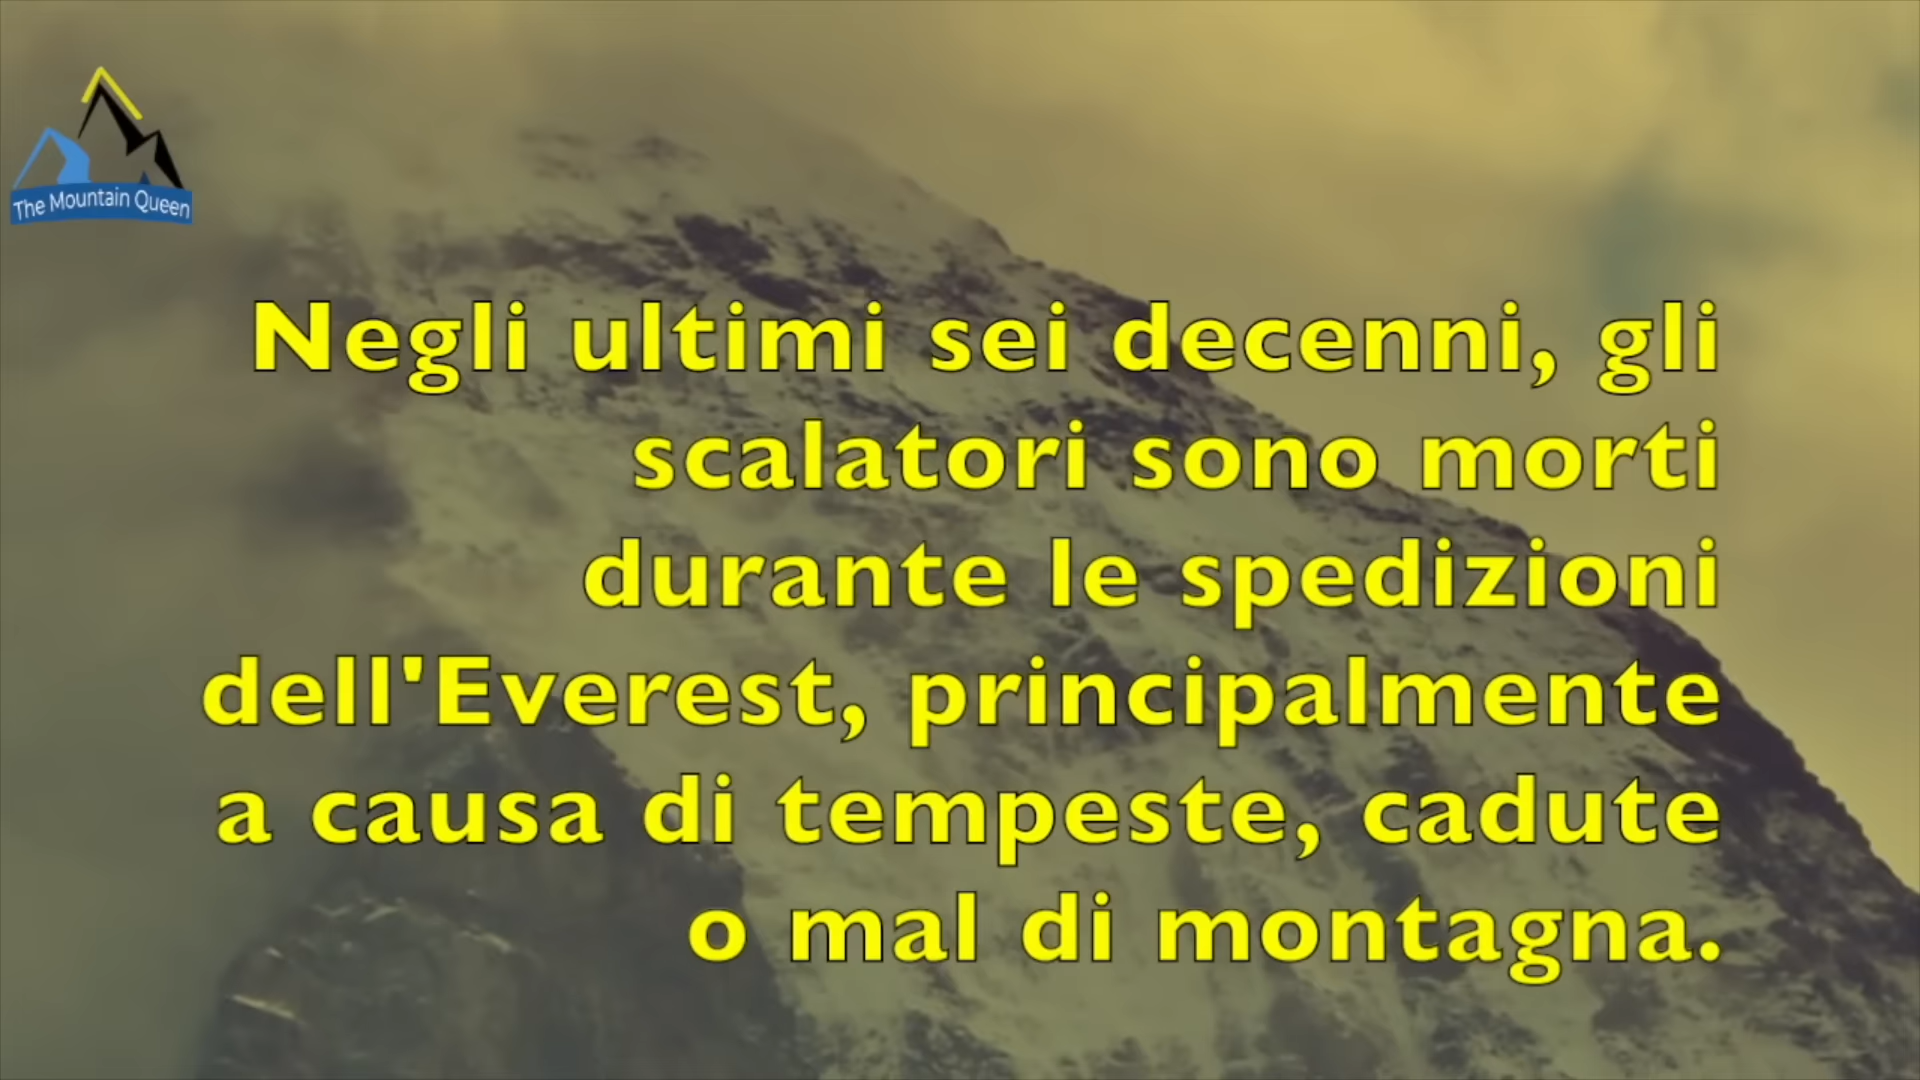 The Mountain Queen
Negli ultimi sei decenni, gli
scalatori sono morti
durante le spedizioni
dell'Everest, principalmente
a causa di tempeste, cadute
o mal di montagna.